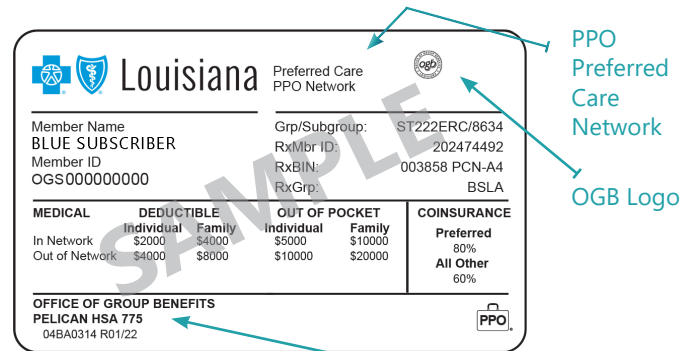 Louisiana
Preferred Care
PPO Network
ogb
PPO
Preferred
Care
Network
OGB Logo
SAMPLE
Member Name
BLUE SUBSCRIBER
Member ID
OGS000000000
Grp/Subgroup: ST222ERC/8634
RxMbr ID: 202474492
RxBIN: 003858 PCN-A4
RxGrp: BSLA
MEDICAL DEDUCTIBLE OUT OF POCKET COINSURANCE
Individual Family Individual Family
In Network $2000 $4000 $5000 $10000
Out of Network $4000 $8000 $10000 $20000
Preferred
80%
All Other
60%
OFFICE OF GROUP BENEFITS
PELICAN HSA 775
04BA0314 R01/22
PPO